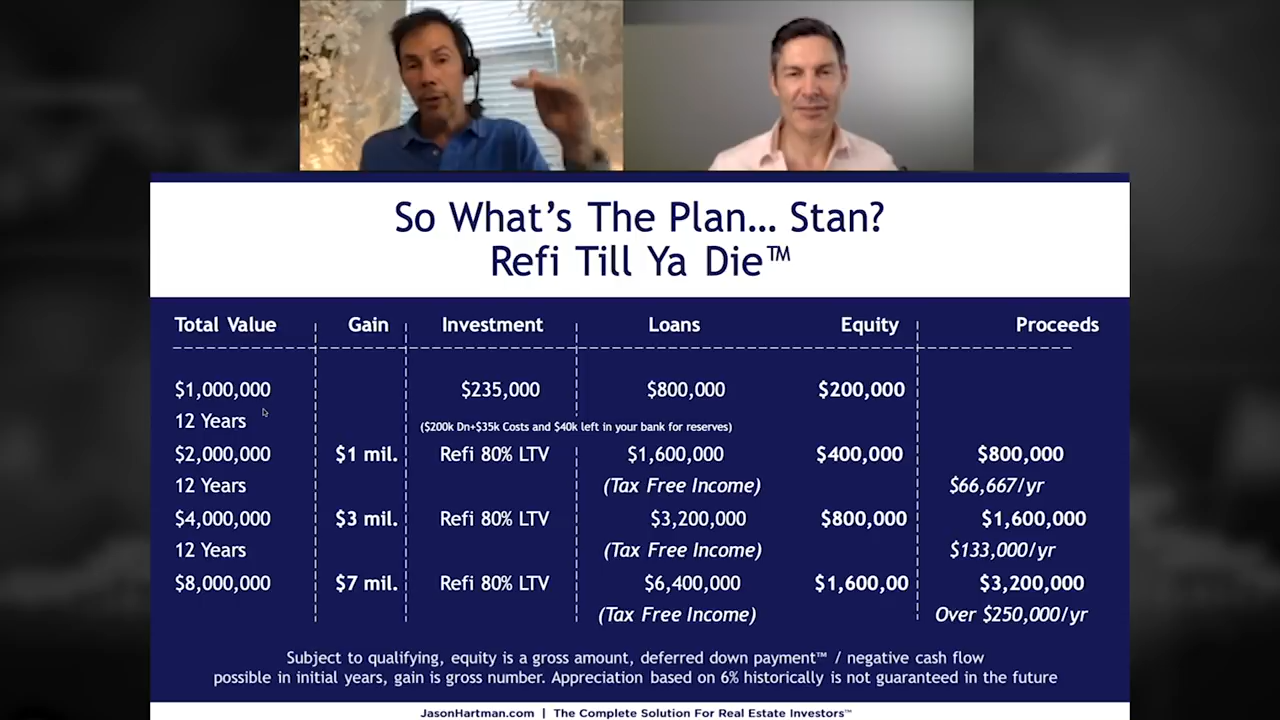 So What's The Plan... Stan?
Refi Till Ya Die™
Total Value Gain Investment Loans Equity Proceeds
$1,000,000 $235,000 $800,000 $200,000
12 Years ($200k Dn+$35k Costs and $40k left in your bank for reserves)
$2,000,000 $1 mil. Refi 80% LTV $1,600,000 $400,000 $800,000
12 Years (Tax Free Income) $66,667/yr
$4,000,000 $3 mil. Refi 80% LTV $3,200,000 $800,000 $1,600,000
12 Years (Tax Free Income) $133,000/yr
$8,000,000 $7 mil. Refi 80% LTV $6,400,000 $1,600,00 $3,200,000
(Tax Free Income) Over $250,000/yr
Subject to qualifying, equity is a gross amount, deferred down payment™ / negative cash flow
possible in initial years, gain is gross number. Appreciation based on 6% historically is not guaranteed in the future
JasonHartman.com | The Complete Solution For Real Estate Investors™